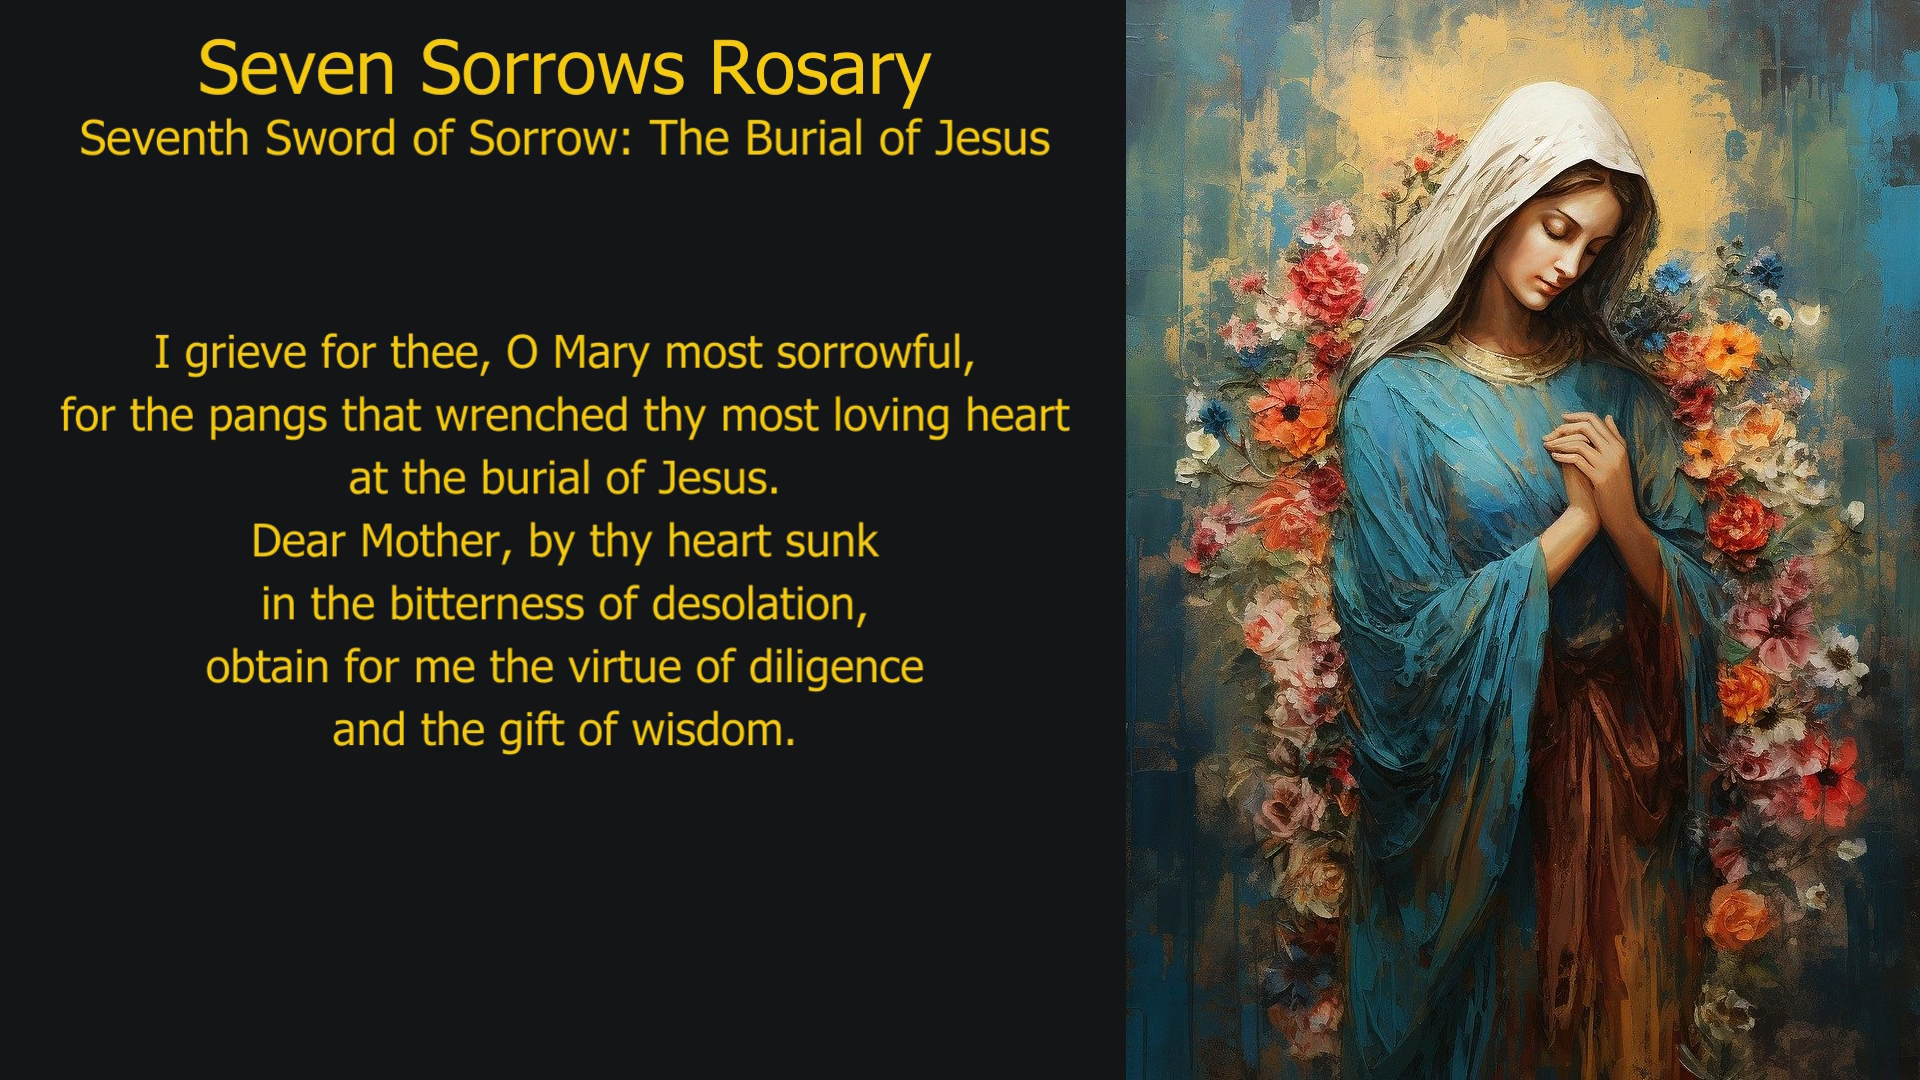 Seven Sorrows Rosary
Seventh Sword of Sorrow: The Burial of Jesus
I grieve for thee, O Mary most sorrowful,
for the pangs that wrenched thy most loving heart
at the burial of Jesus.
Dear Mother, by thy heart sunk
in the bitterness of desolation,
obtain for me the virtue of diligence
and the gift of wisdom.